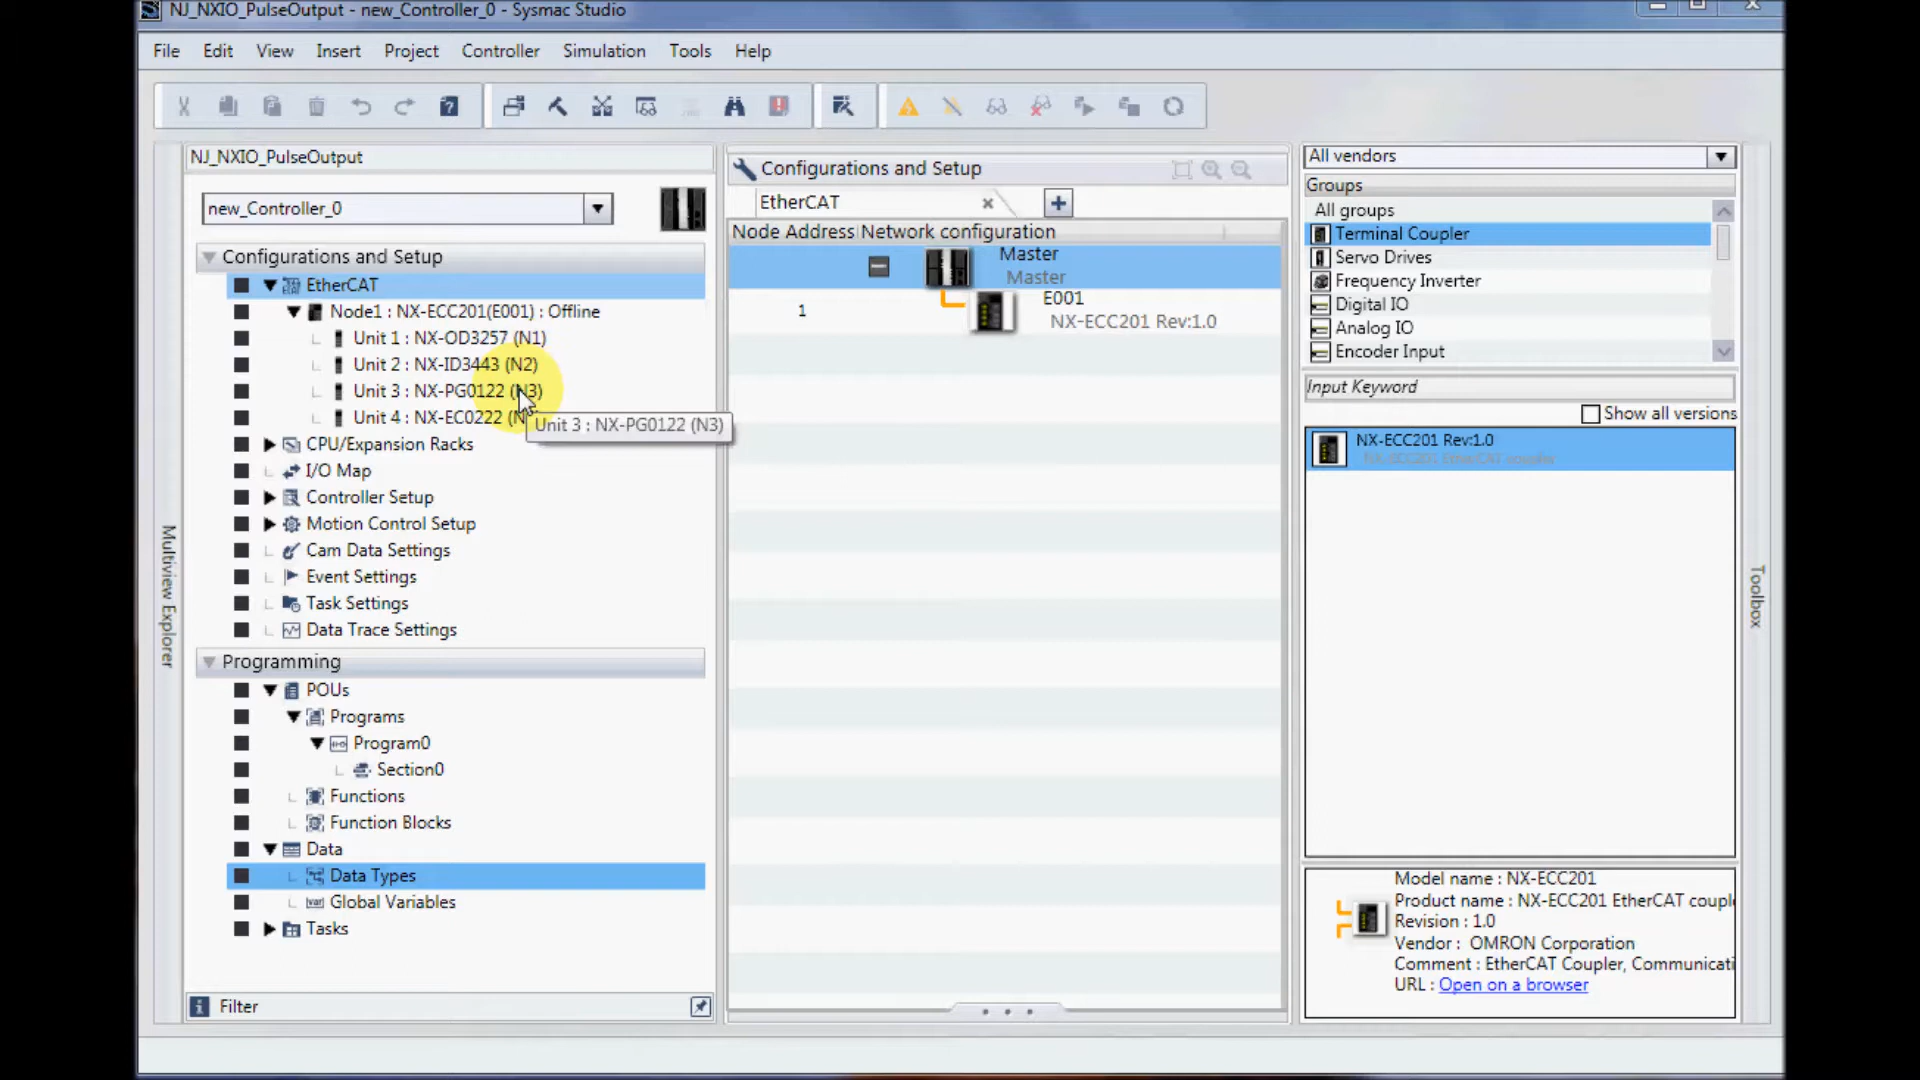 NJ_NXIO_PulseOutput - new_Controller_0 - Sysmac Studio
File Edit View Insert Project Controller Simulation Tools Help
Multiview Explorer
NJ_NXIO_PulseOutput
new_Controller_0
Configurations and Setup
EtherCAT
Node1 : NX-ECC201(E001) : Offline
Unit 1 : NX-OD3257 (N1)
Unit 2 : NX-ID3443 (N2)
Unit 3 : NX-PG0122 (N3)
Unit 4 : NX-EC0222 (N
Unit 3 : NX-PG0122 (N3)
CPU/Expansion Racks
I/O Map
Controller Setup
Motion Control Setup
Cam Data Settings
Event Settings
Task Settings
Data Trace Settings
Programming
POUs
Programs
Program0
Section0
Functions
Function Blocks
Data
Data Types
Global Variables
Tasks
Filter
Configurations and Setup
EtherCAT
Node Address Network configuration
Master
Master
1
E001
NX-ECC201 Rev:1.0
All vendors
Groups
All groups
Terminal Coupler
Servo Drives
Frequency Inverter
Digital IO
Analog IO
Encoder Input
Input Keyword
Show all versions
NX-ECC201 Rev:1.0
NX-ECC201 EtherCAT coupler
Model name : NX-ECC201
Product name : NX-ECC201 EtherCAT couple
Revision : 1.0
Vendor : OMRON Corporation
Comment : EtherCAT Coupler, Communicati
URL : Open on a browser
Toolbox